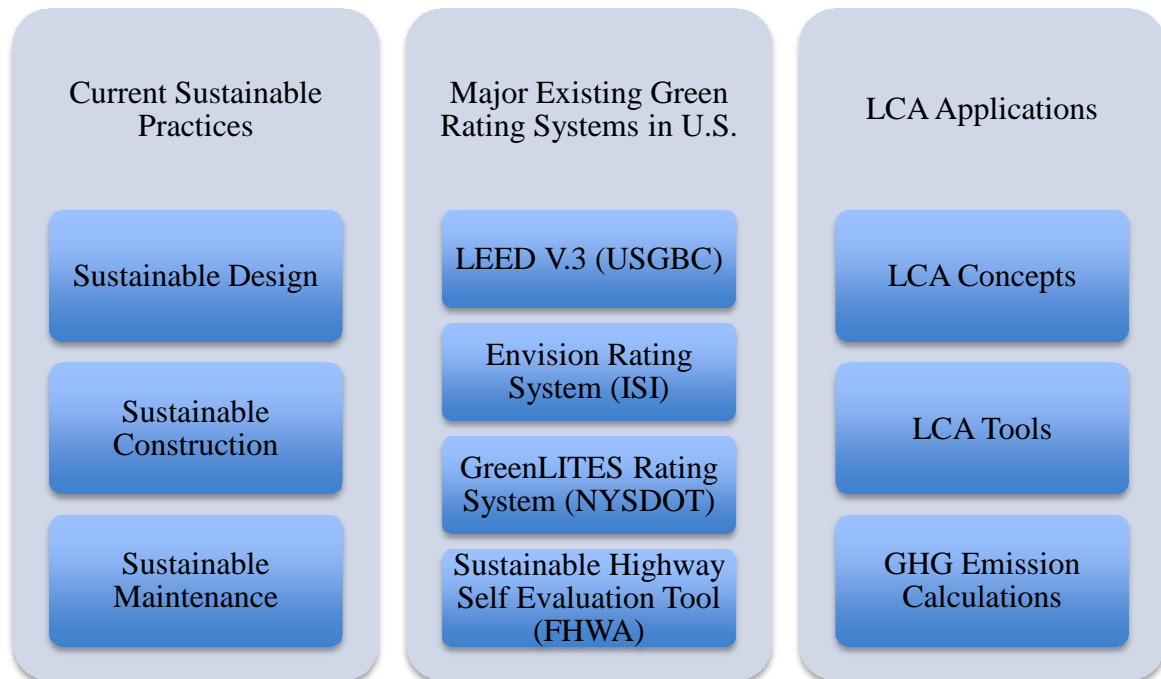 Current Sustainable
Practices
Sustainable Design
Sustainable
Construction
Sustainable
Maintenance
Major Existing Green
Rating Systems in U.S.
LEED V.3 (USGBC)
Envision Rating
System (ISI)
GreenLITES Rating
System (NYSDOT)
Sustainable Highway
Self Evaluation Tool
(FHWA)
LCA Applications
LCA Concepts
LCA Tools
GHG Emission
Calculations